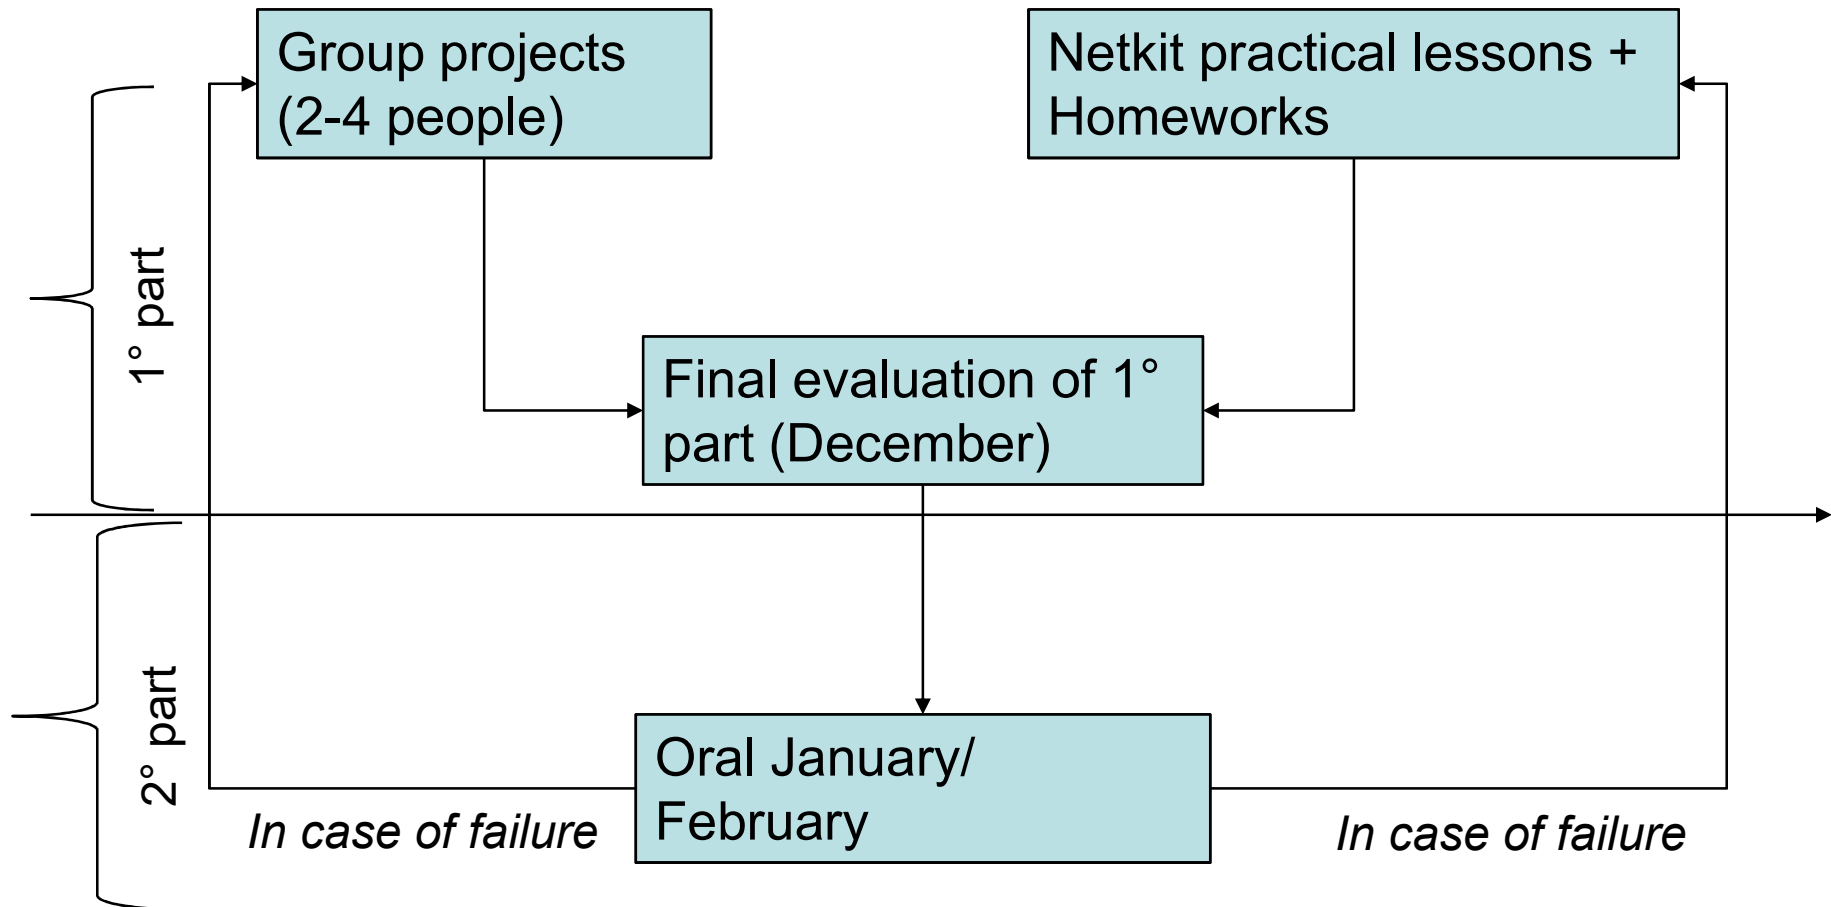 Group projects
(2-4 people)
Netkit practical lessons +
Homeworks
1° part
Final evaluation of 1°
part (December)
2° part
Oral January/
February
In case of failure
In case of failure